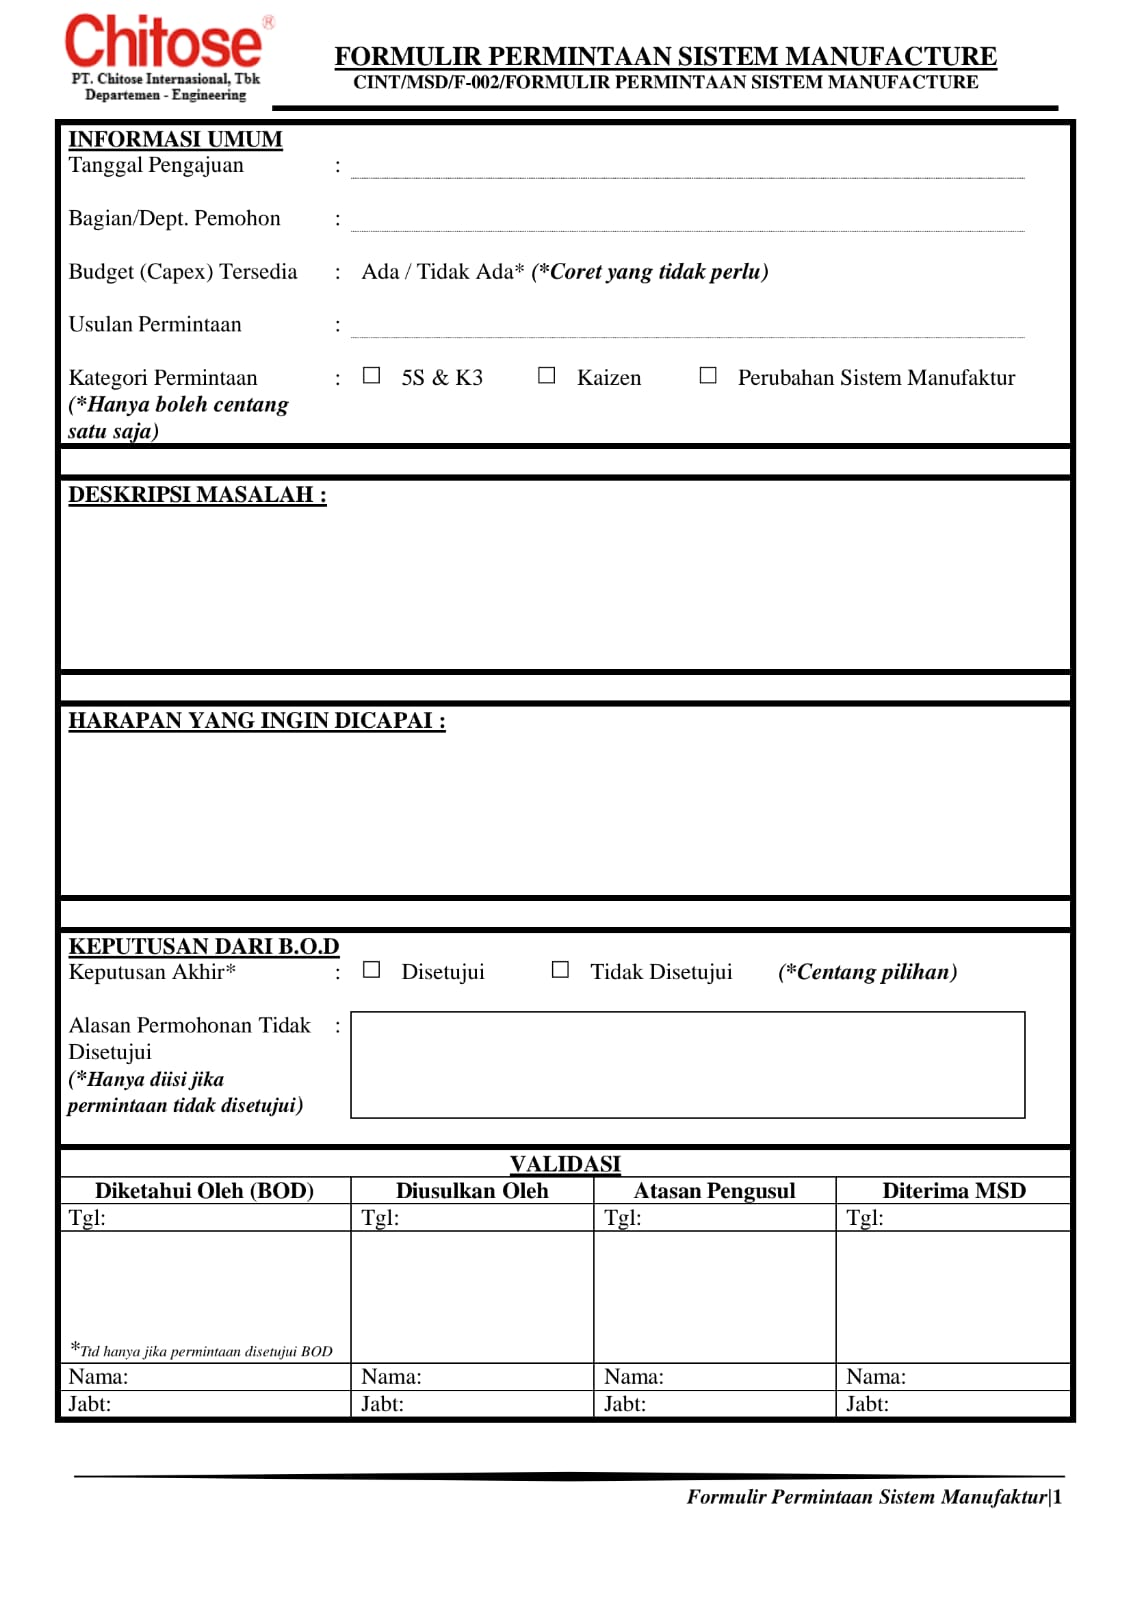 Chitose®
PT. Chitose Internasional, Tbk
Departemen - Engineering
FORMULIR PERMINTAAN SISTEM MANUFACTURE
CINT/MSD/F-002/FORMULIR PERMINTAAN SISTEM MANUFACTURE
INFORMASI UMUM
Tanggal Pengajuan :
Bagian/Dept. Pemohon :
Budget (Capex) Tersedia : Ada / Tidak Ada* (*Coret yang tidak perlu)
Usulan Permintaan :
Kategori Permintaan : ☐ 5S & K3 ☐ Kaizen ☐ Perubahan Sistem Manufaktur
(*Hanya boleh centang
satu saja)
DESKRIPSI MASALAH :
HARAPAN YANG INGIN DICAPAI :
KEPUTUSAN DARI B.O.D
Keputusan Akhir* : ☐ Disetujui ☐ Tidak Disetujui (*Centang pilihan)
Alasan Permohonan Tidak :
Disetujui
(*Hanya diisi jika
permintaan tidak disetujui)
VALIDASI
Diketahui Oleh (BOD) Diusulkan Oleh Atasan Pengusul Diterima MSD
Tgl: Tgl: Tgl: Tgl:
*Ttd hanya jika permintaan disetujui BOD
Nama: Nama: Nama: Nama:
Jabt: Jabt: Jabt: Jabt:
Formulir Permintaan Sistem Manufaktur|1